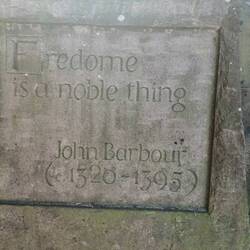 Fredome
is a noble thing
John Barbour
(c 1320-1395)